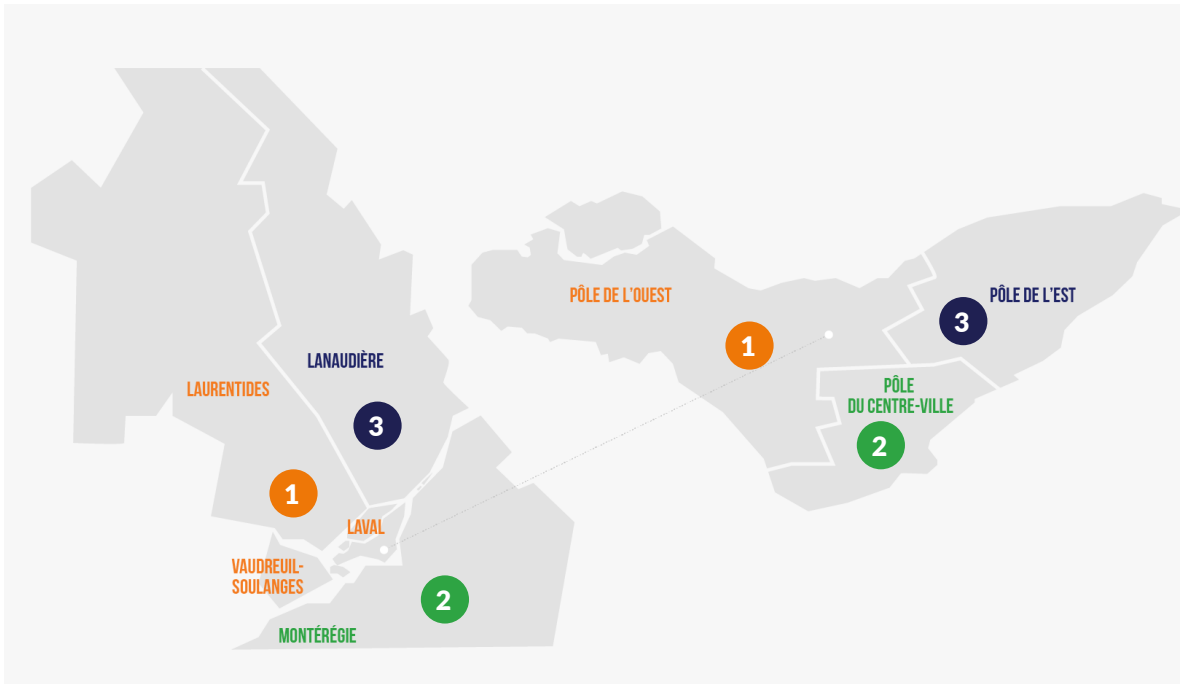 PÔLE DE L'OUEST
1
PÔLE DE L'EST
3
PÔLE
DU CENTRE-VILLE
2
LANAUDIÈRE
3
LAURENTIDES
1
LAVAL
VAUDREUIL-
SOULANGES
2
MONTÉRÉGIE